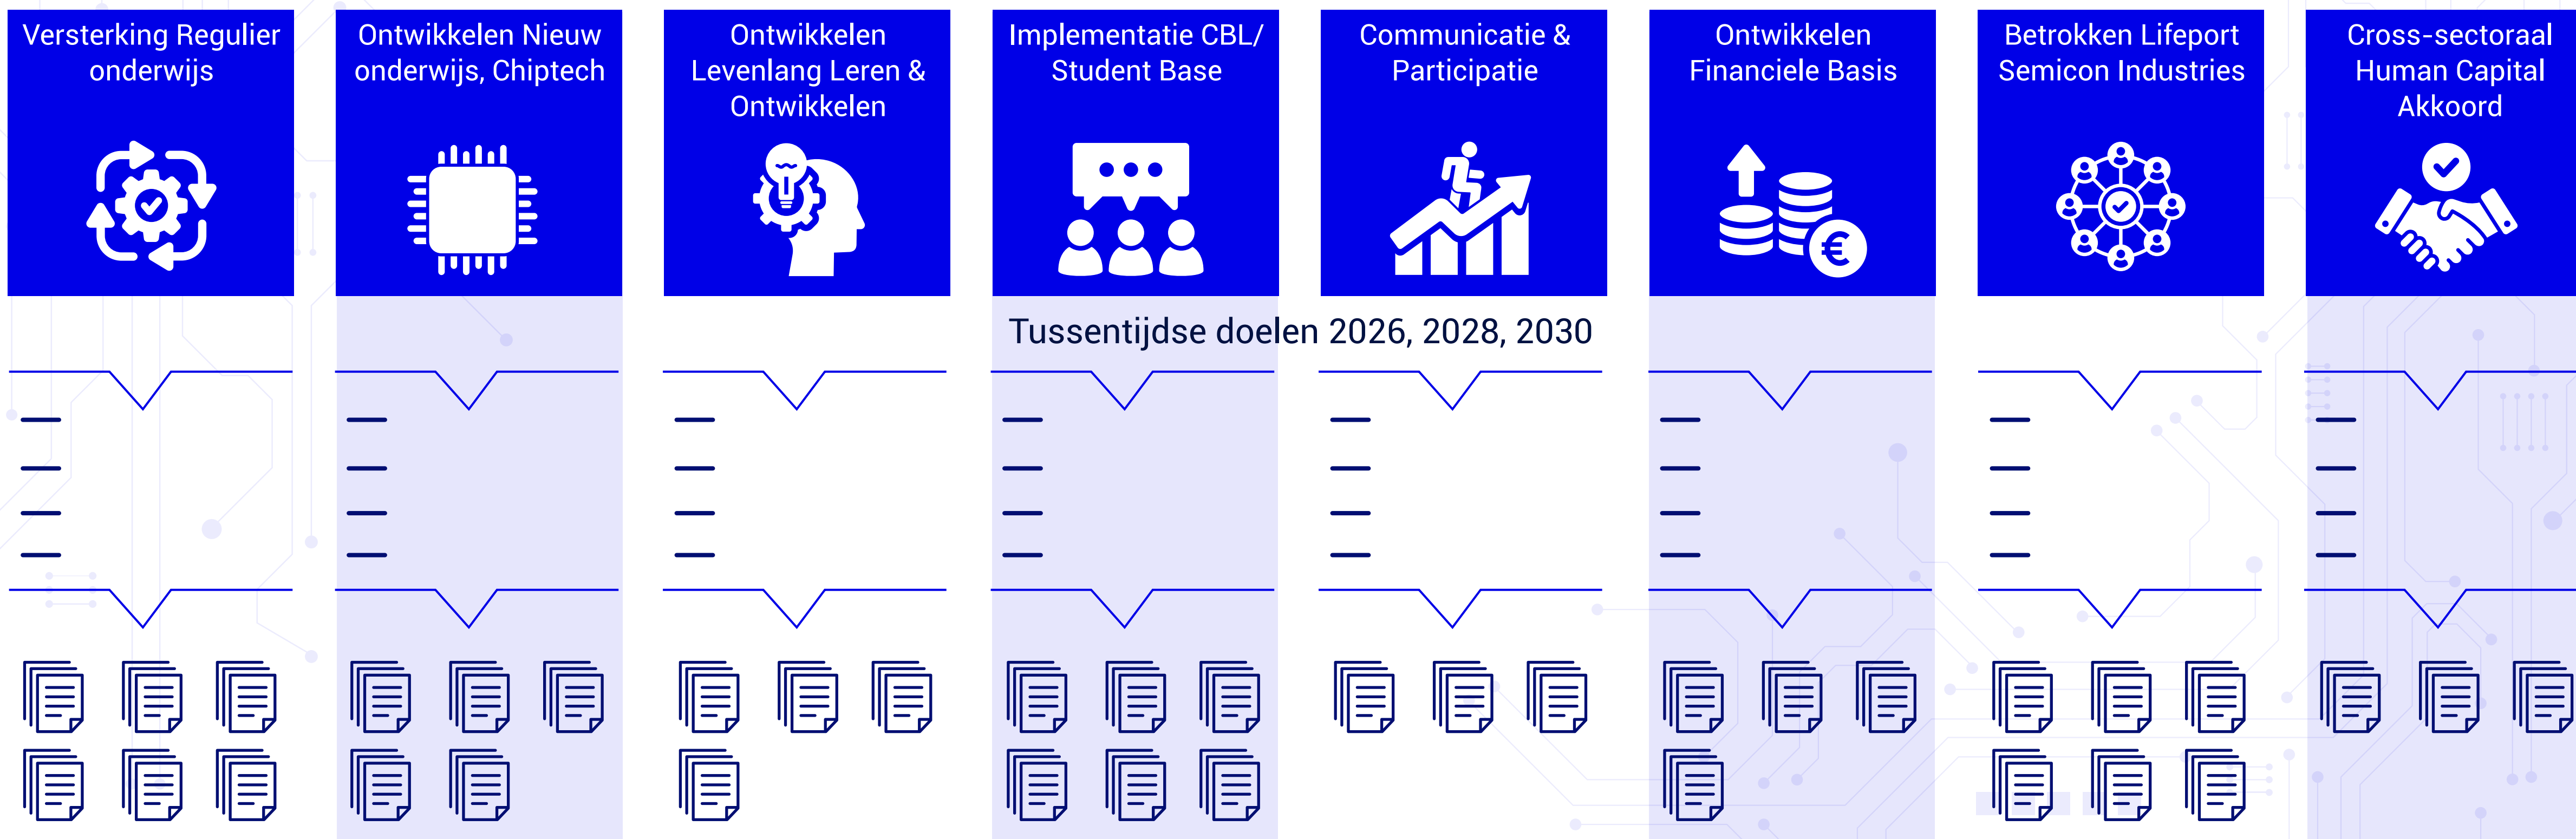 Versterking Regulier
onderwijs
Ontwikkelen Nieuw
onderwijs, Chiptech
Ontwikkelen
Levenlang Leren &
Ontwikkelen
Implementatie CBL/
Student Base
Communicatie &
Participatie
Ontwikkelen
Financiele Basis
Betrokken Lifeport
Semicon Industries
Cross-sectoraal
Human Capital
Akkoord
Tussentijdse doelen 2026, 2028, 2030